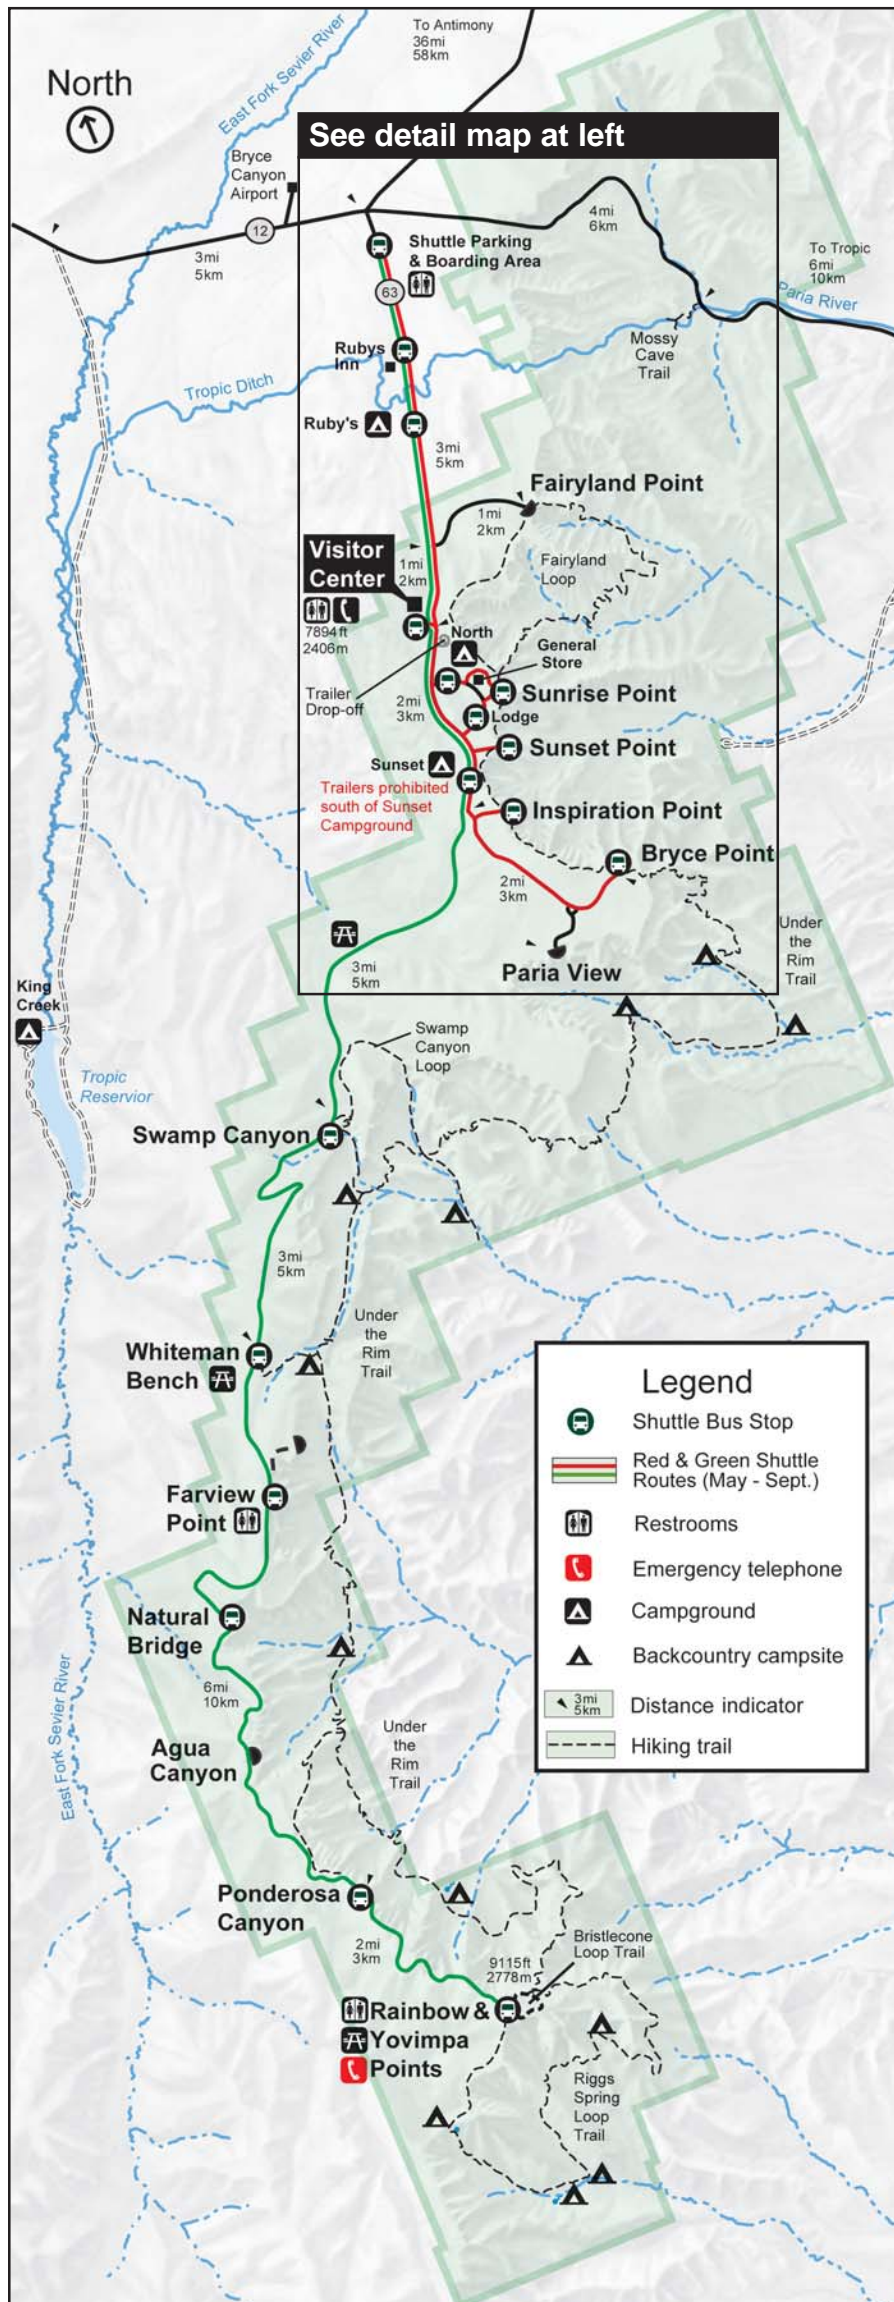 To Antimony
36mi
58km
East Fork Sevier River
North
See detail map at left
Bryce
Canyon
Airport
12
3mi
5km
4mi
6km
Shuttle Parking
& Boarding Area
63
To Tropic
6mi
10km
Paria River
Rubys
Inn
Mossy
Cave
Trail
Tropic Ditch
Ruby's
3mi
5km
Fairyland Point
1mi
2km
Visitor
Center
1mi
2km
Fairyland
Loop
7894ft
2406m
North
General
Store
Trailer
Drop-off
Sunrise Point
2mi
3km
Lodge
Sunset Point
Sunset
Trailers prohibited
south of Sunset
Campground
Inspiration Point
Bryce Point
2mi
3km
Under
the
Rim
Trail
3mi
5km
Paria View
King
Creek
Swamp
Canyon
Loop
Tropic
Reservior
Swamp Canyon
3mi
5km
Under
the
Rim
Trail
Whiteman
Bench
Legend
Shuttle Bus Stop
Red & Green Shuttle
Routes (May - Sept.)
Restrooms
Emergency telephone
Campground
Backcountry campsite
3mi
5km
Distance indicator
Hiking trail
Farview
Point
Natural
Bridge
6mi
10km
East Fork Sevier River
Agua
Canyon
Under
the
Rim
Trail
Ponderosa
Canyon
2mi
3km
9115ft
2778m
Bristlecone
Loop Trail
Rainbow &
Yovimpa
Points
Riggs
Spring
Loop
Trail